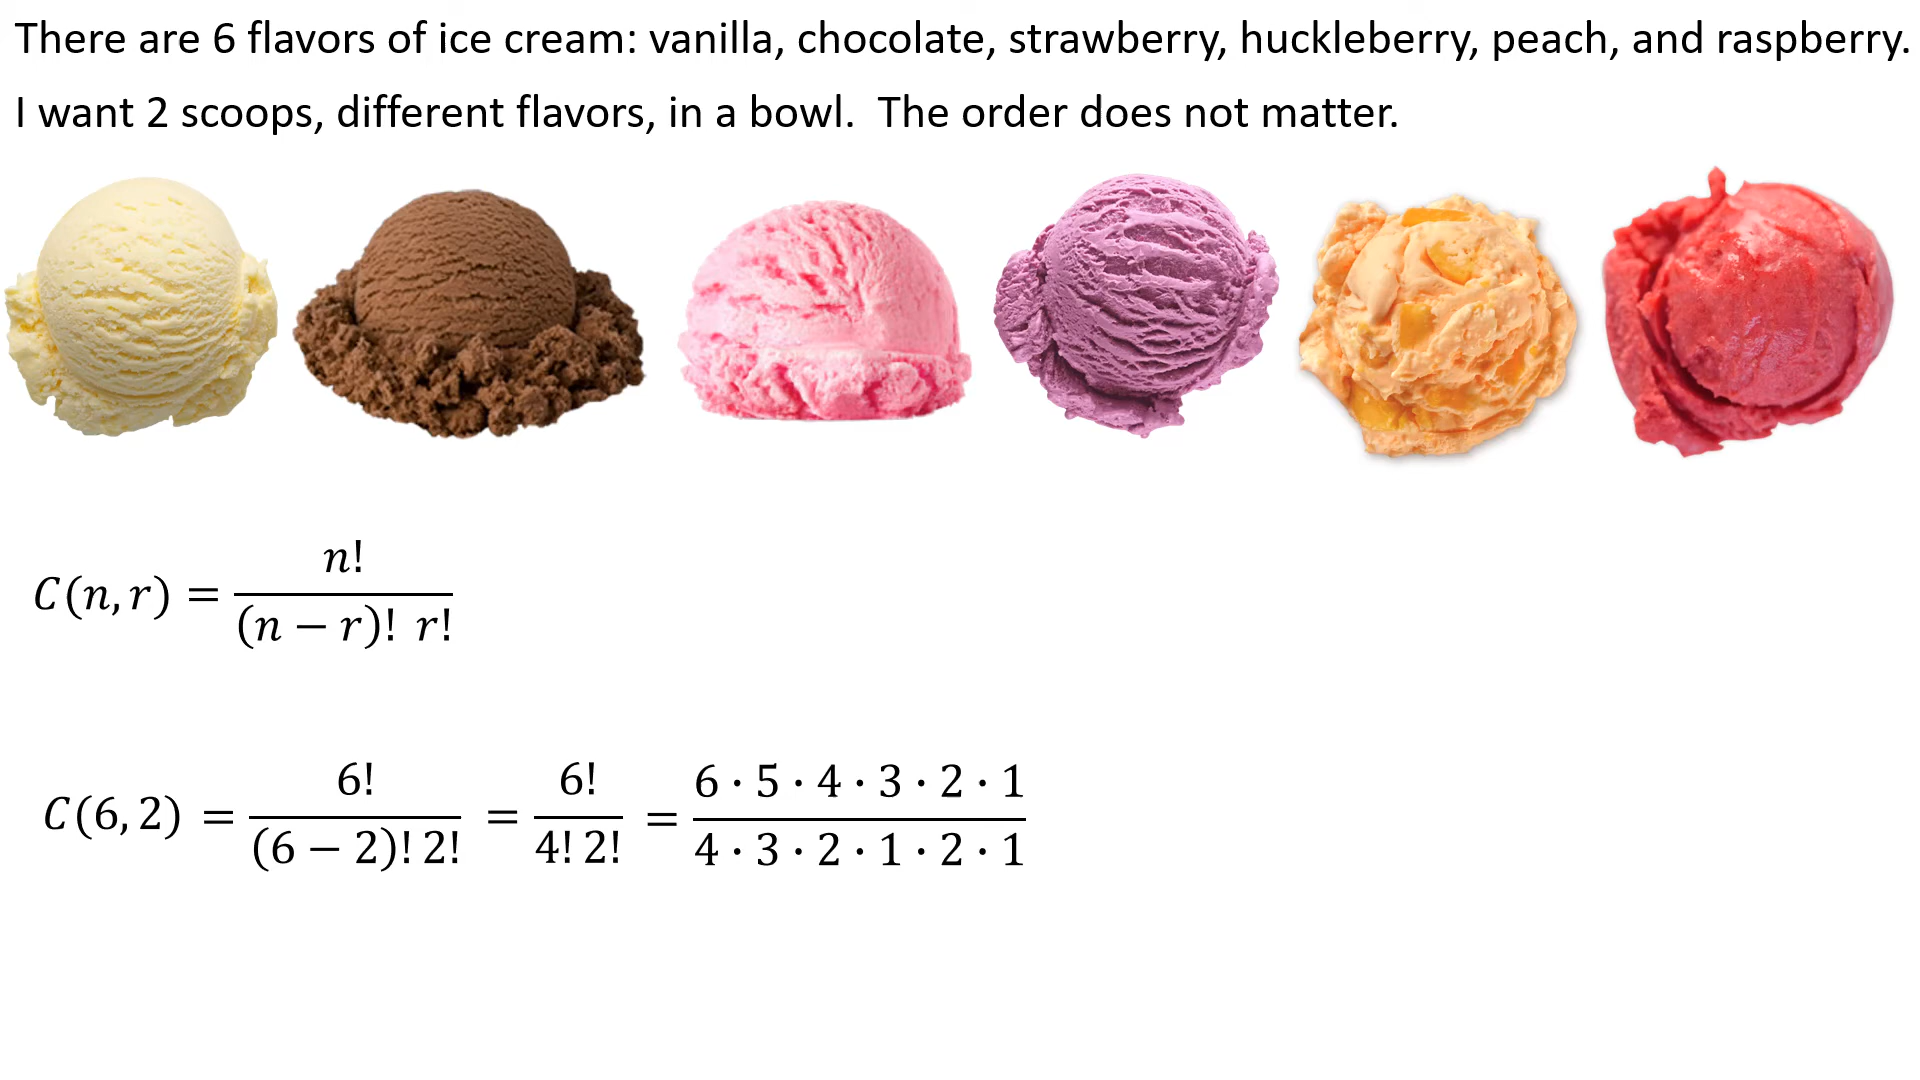 There are 6 flavors of ice cream: vanilla, chocolate, strawberry, huckleberry, peach, and raspberry.
I want 2 scoops, different flavors, in a bowl.  The order does not matter.
C(n, r) = n! / (n − r)! r!
C(6, 2) = 6! / (6 − 2)! 2! = 6! / 4! 2! = 6 · 5 · 4 · 3 · 2 · 1 / 4 · 3 · 2 · 1 · 2 · 1